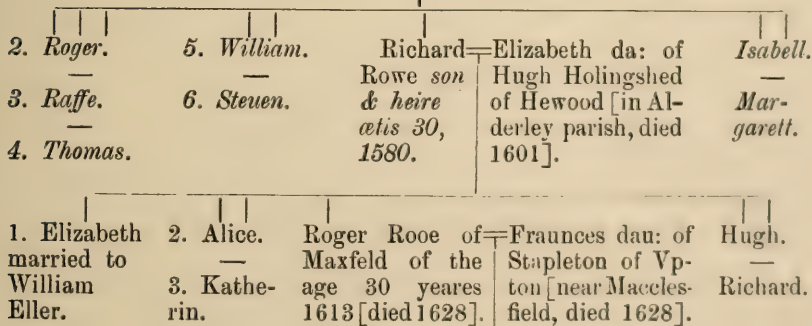 2. Roger.
—
3. Raffe.
—
4. Thomas.
5. William.
—
6. Steuen.
Richard
Rowe son
& heire
ætis 30,
1580.
Elizabeth da: of
Hugh Holingshed
of Hewood [in Al-
derley parish, died
1601].
Isabell.
—
Mar-
garett.
1. Elizabeth
married to
William
Eller.
2. Alice.
—
3. Kathe-
rin.
Roger Rooe of
Maxfeld of the
age 30 yeares
1613 [died 1628].
Fraunces dau: of
Stapleton of Vp-
ton [near Maccles-
field, died 1628].
Hugh.
—
Richard.